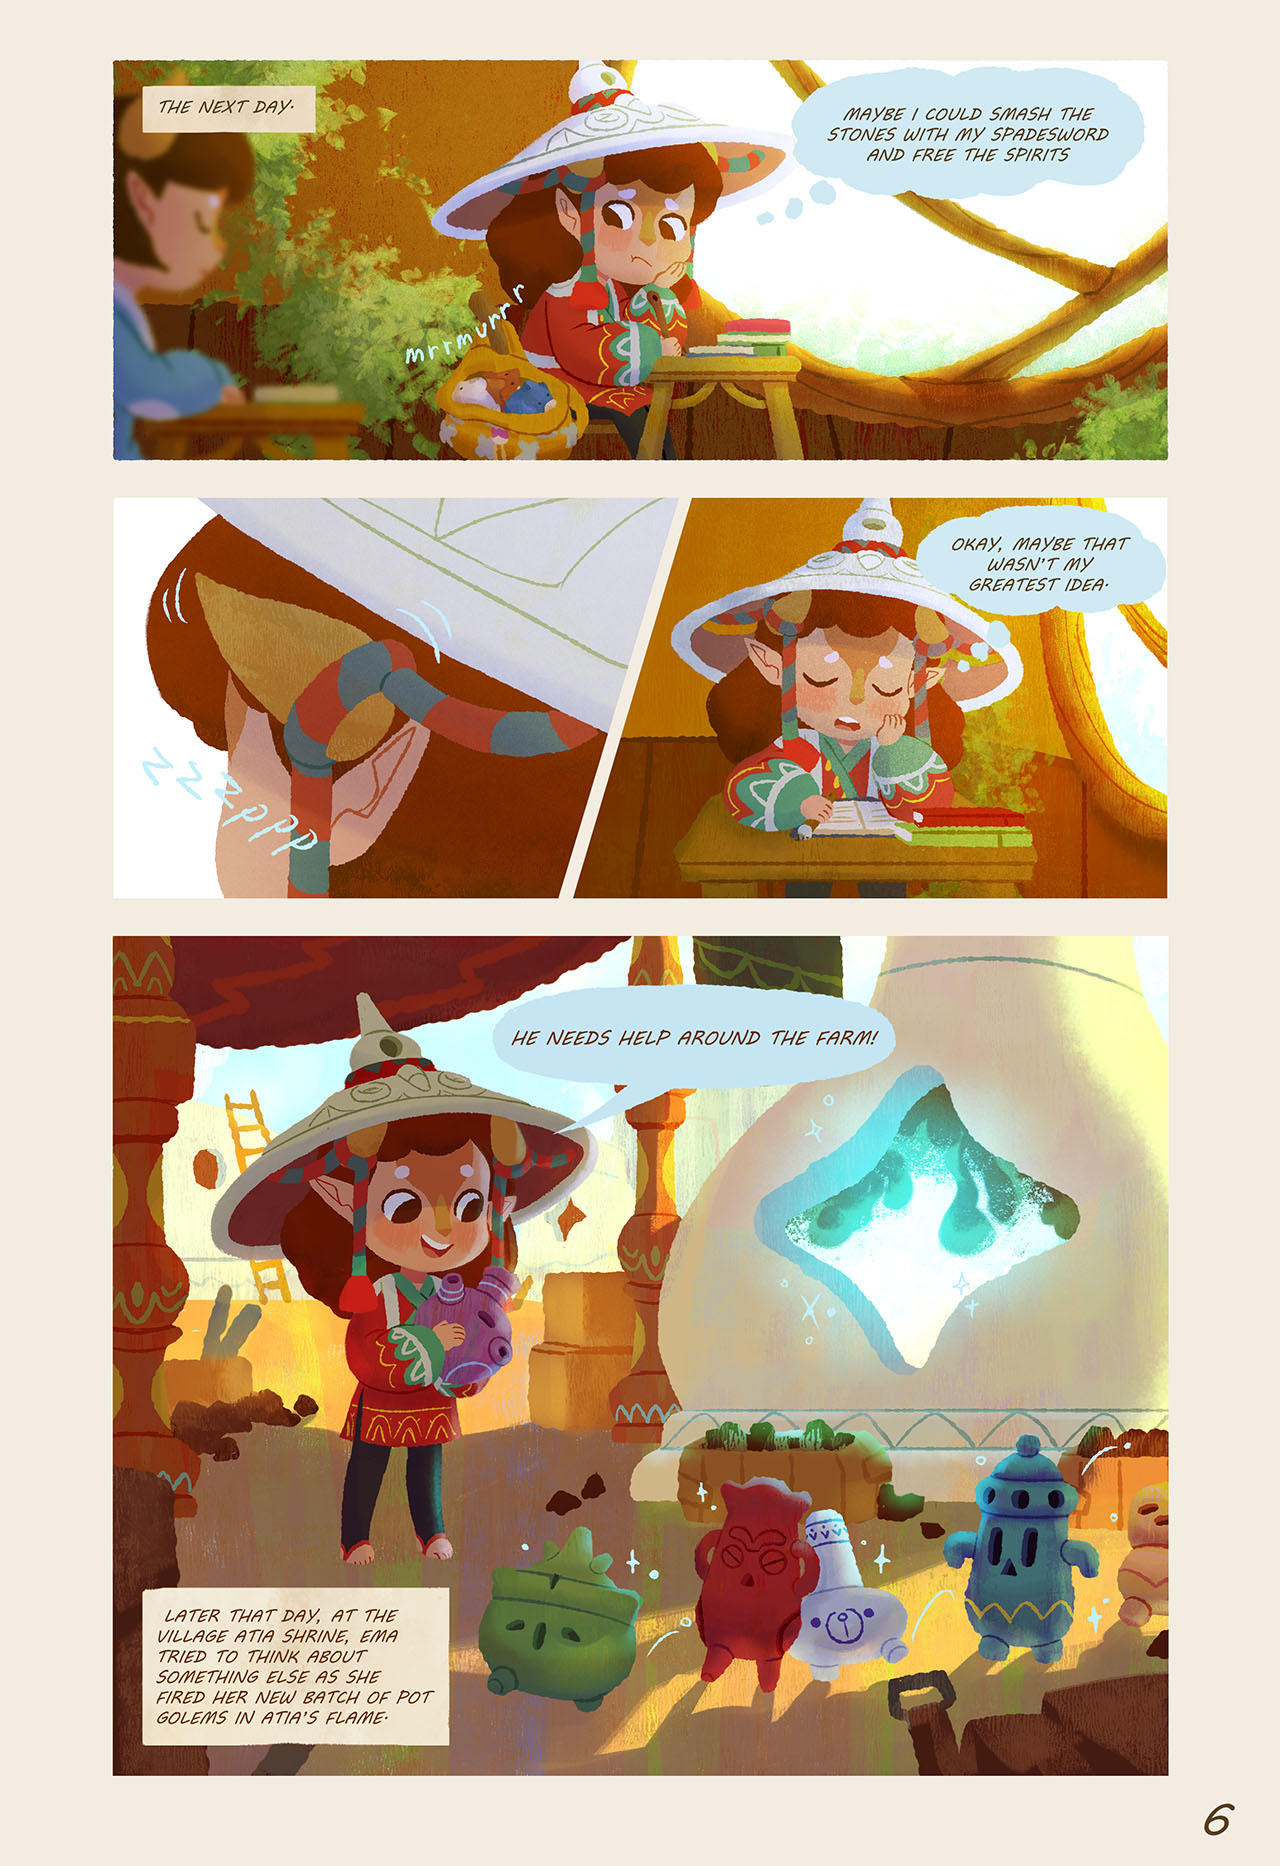 THE NEXT DAY.
MAYBE I COULD SMASH THE
STONES WITH MY SPADESWORD
AND FREE THE SPIRITS
mrrmurrr
zzzppp
OKAY, MAYBE THAT
WASN'T MY
GREATEST IDEA.
HE NEEDS HELP AROUND THE FARM!
LATER THAT DAY, AT THE
VILLAGE ATIA SHRINE, EMA
TRIED TO THINK ABOUT
SOMETHING ELSE AS SHE
FIRED HER NEW BATCH OF POT
GOLEMS IN ATIA'S FLAME.
6